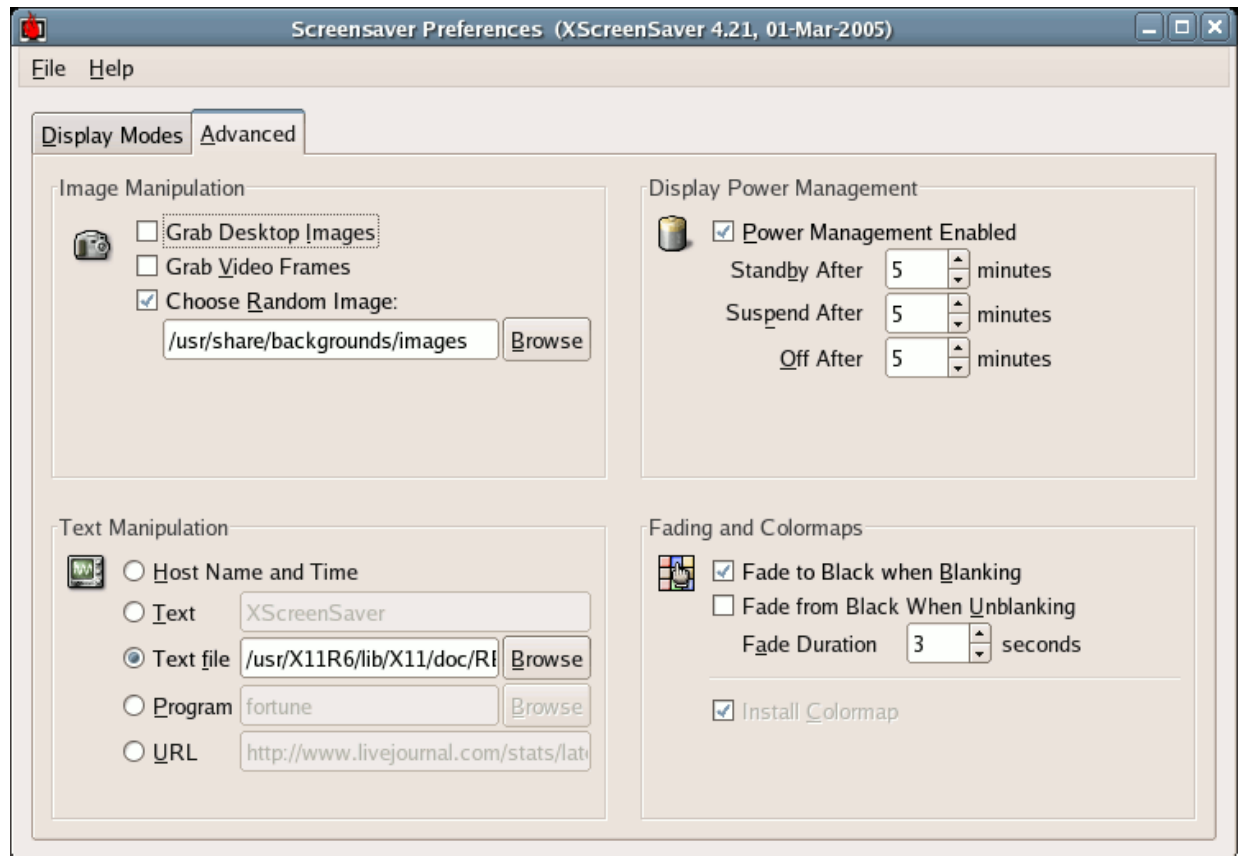 Screensaver Preferences (XScreenSaver 4.21, 01-Mar-2005)
File Help
Display Modes Advanced
Image Manipulation
Grab Desktop Images
Grab Video Frames
Choose Random Image:
/usr/share/backgrounds/images Browse
Display Power Management
Power Management Enabled
Standby After 5 minutes
Suspend After 5 minutes
Off After 5 minutes
Text Manipulation
Host Name and Time
Text XScreenSaver
Text file /usr/X11R6/lib/X11/doc/RE Browse
Program fortune Browse
URL http://www.livejournal.com/stats/late
Fading and Colormaps
Fade to Black when Blanking
Fade from Black When Unblanking
Fade Duration 3 seconds
Install Colormap